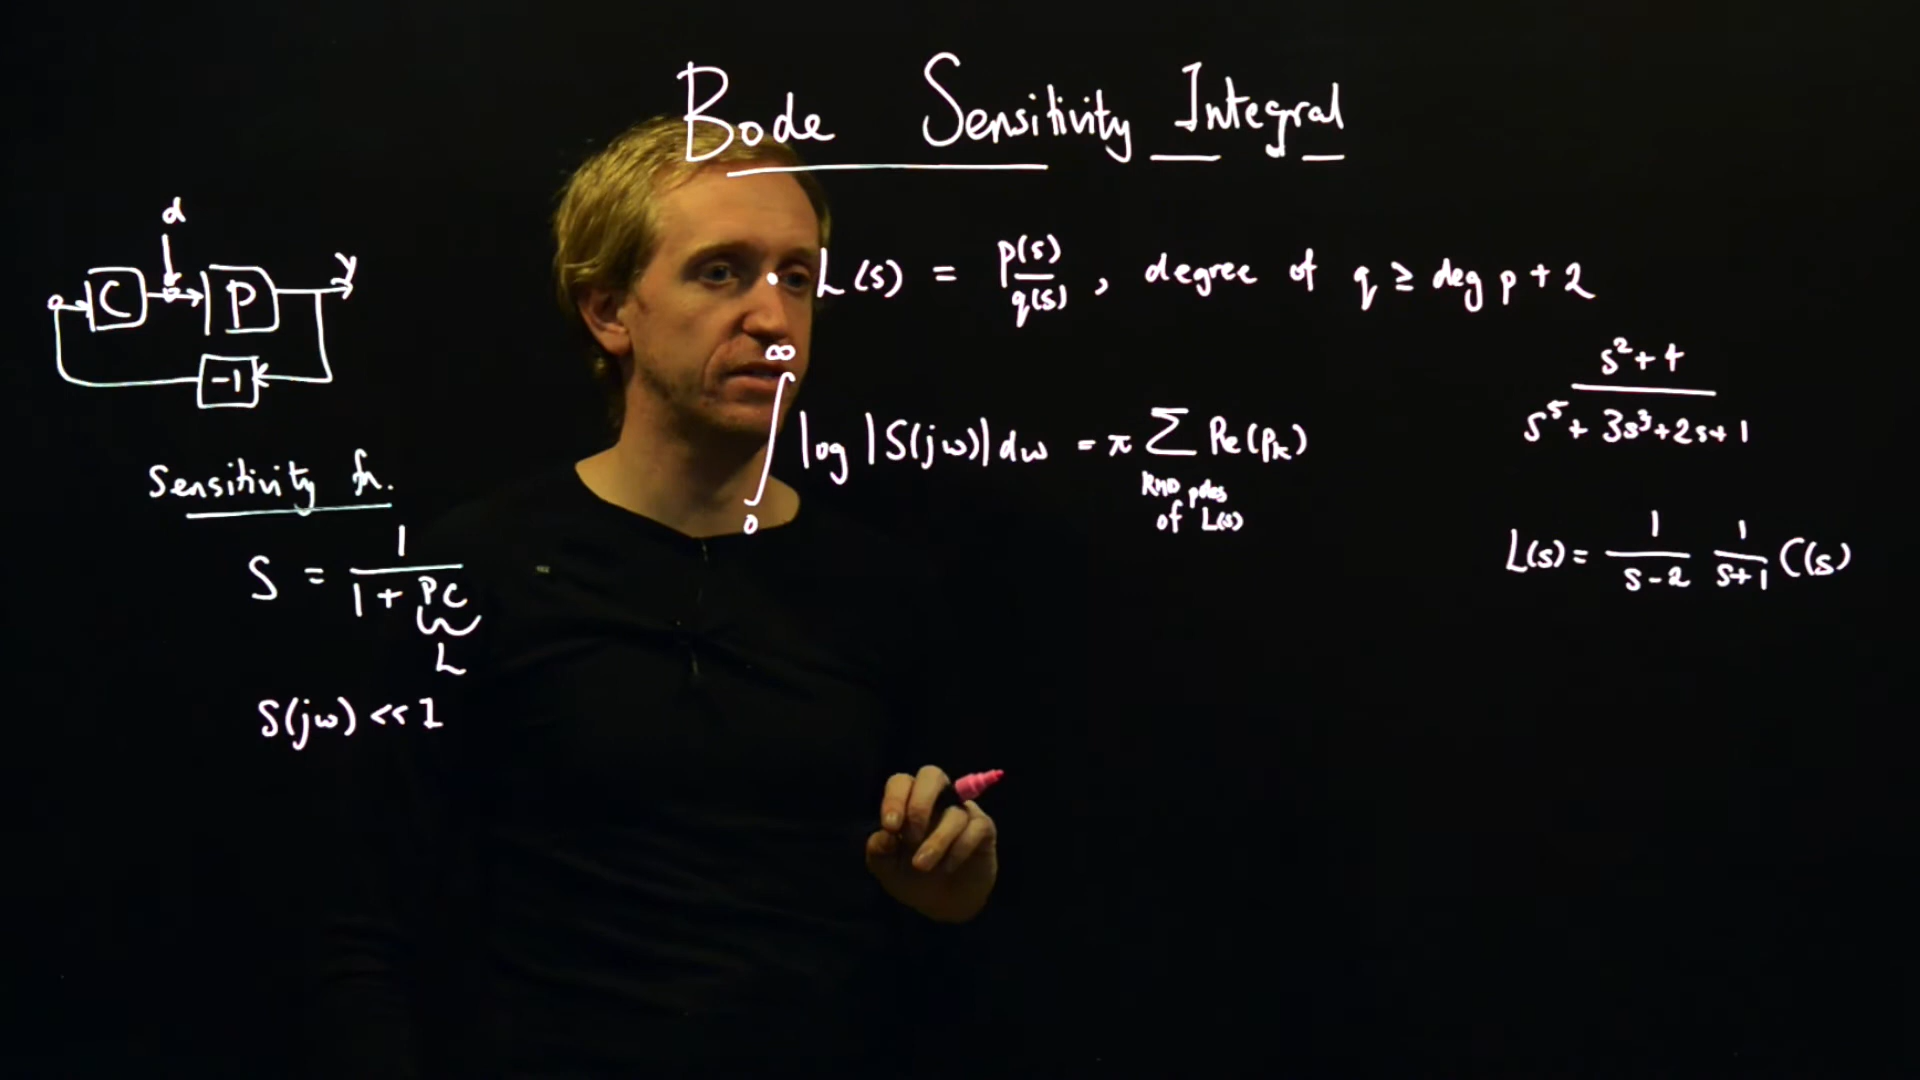 Bode Sensitivity Integral
d
C P y
-1
Sensitivity fn.
S = 1 / (1 + PC)
L
S(jω) << 1
L(s) = p(s)/q(s), degree of q ≥ deg p + 2
∫₀^∞ log |S(jω)| dω = π Σ Re(pₖ)
RHP poles
of L(s)
s² + 4
s⁵ + 3s³ + 2s + 1
L(s) = 1/(s-2) 1/(s+1) C(s)